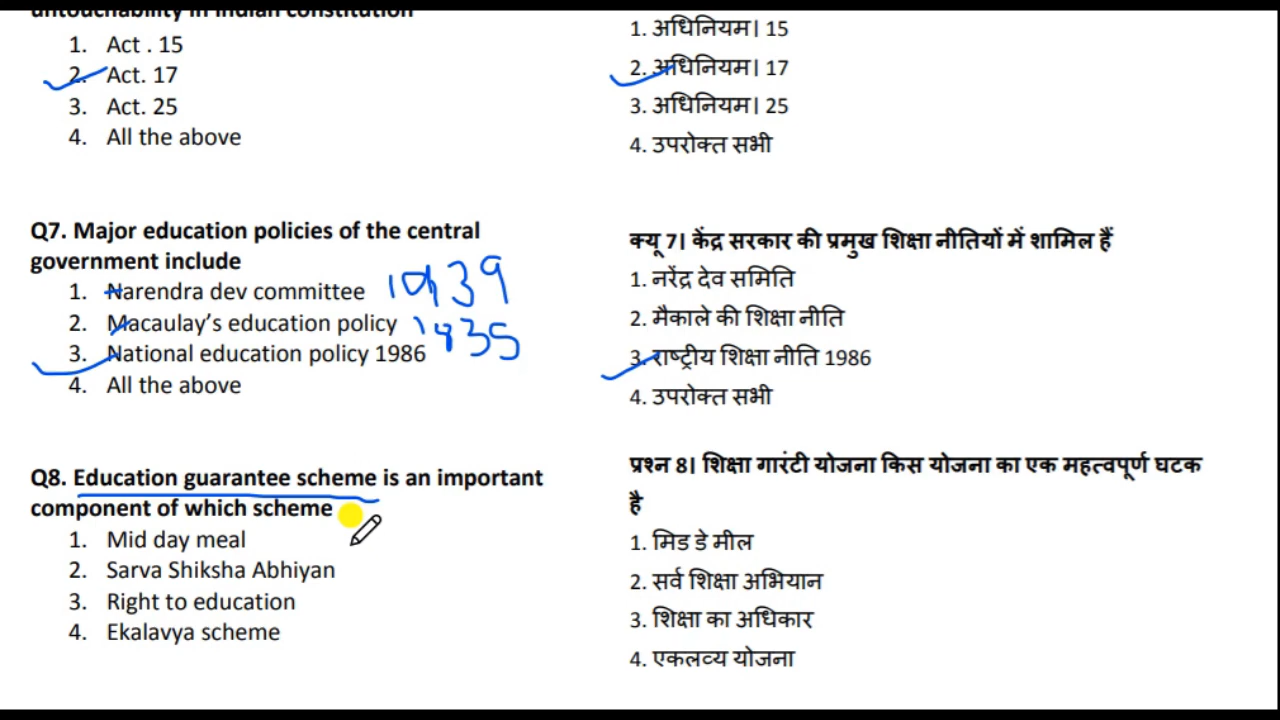 untouchability in Indian constitution
1. Act . 15
2. Act. 17
3. Act. 25
4. All the above
Q7. Major education policies of the central
government include
1. Narendra dev committee 1939
2. Macaulay's education policy 1835
3. National education policy 1986
4. All the above
Q8. Education guarantee scheme is an important
component of which scheme
1. Mid day meal
2. Sarva Shiksha Abhiyan
3. Right to education
4. Ekalavya scheme
1. अधिनियम। 15
2. अधिनियम। 17
3. अधिनियम। 25
4. उपरोक्त सभी
क्यू 7। केंद्र सरकार की प्रमुख शिक्षा नीतियों में शामिल हैं
1. नरेंद्र देव समिति
2. मैकाले की शिक्षा नीति
3. राष्ट्रीय शिक्षा नीति 1986
4. उपरोक्त सभी
प्रश्न 8। शिक्षा गारंटी योजना किस योजना का एक महत्वपूर्ण घटक
है
1. मिड डे मील
2. सर्व शिक्षा अभियान
3. शिक्षा का अधिकार
4. एकलव्य योजना